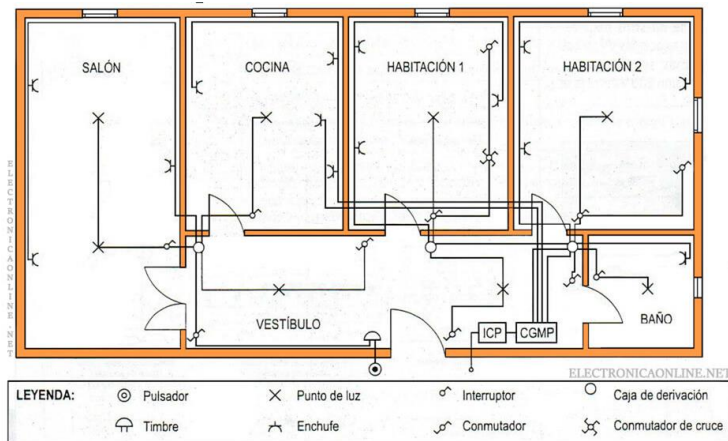 SALÓN
COCINA
HABITACIÓN 1
HABITACIÓN 2
VESTÍBULO
ICP
CGMP
BAÑO
ELECTRONICAONLINE.NET
ELECTRONICAONLINE.NET
LEYENDA:
Pulsador
Punto de luz
Interruptor
Caja de derivación
Timbre
Enchufe
Conmutador
Conmutador de cruce